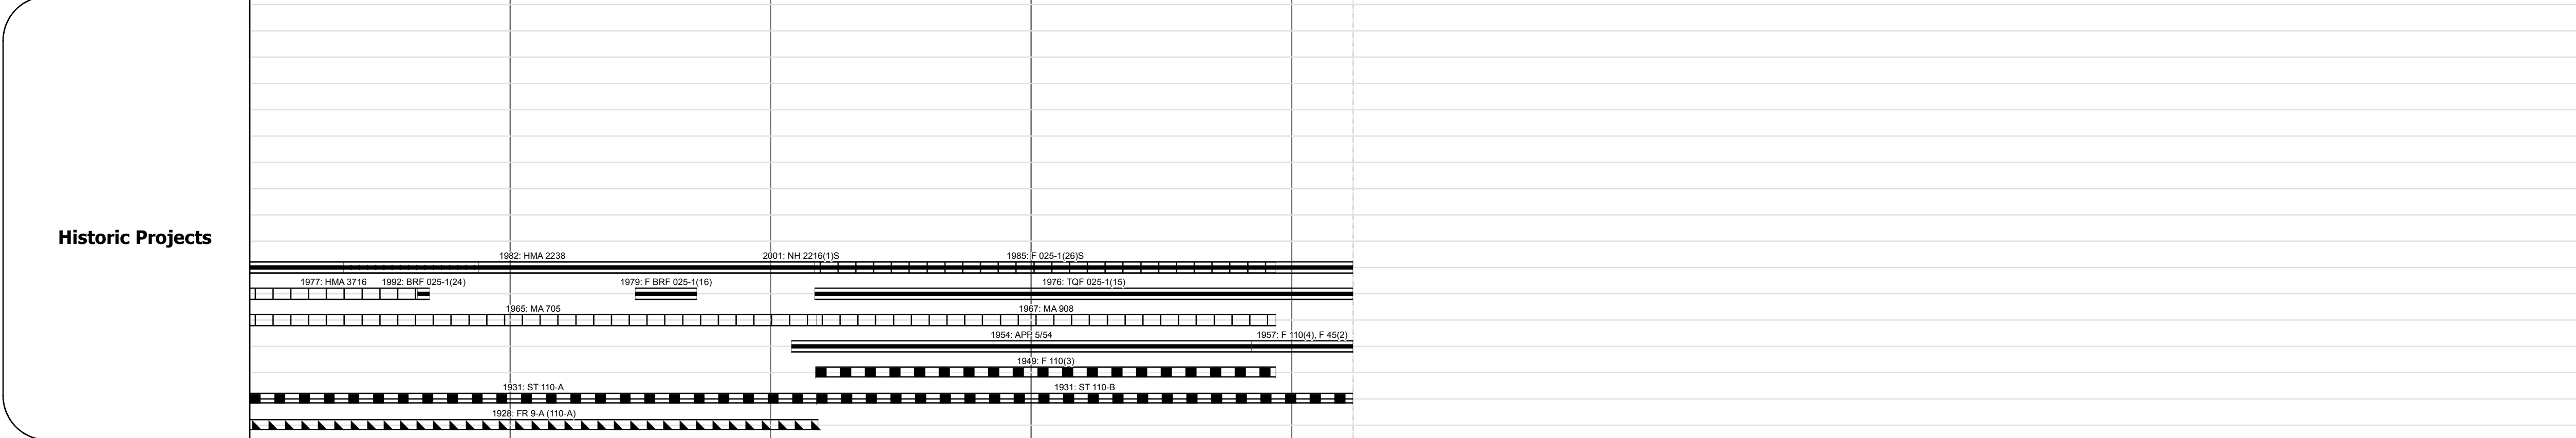 Historic Projects
1982: HMA 2238 2001: NH 2216(1)S 1985: F 025-1(26)S
1977: HMA 3716 1992: BRF 025-1(24) 1979: F BRF 025-1(16) 1976: TQF 025-1(15)
1965: MA 705 1967: MA 908
1954: APP 5/54 1957: F 110(4), F 45(2)
1949: F 110(3)
1931: ST 110-A 1931: ST 110-B
1928: FR 9-A (110-A)